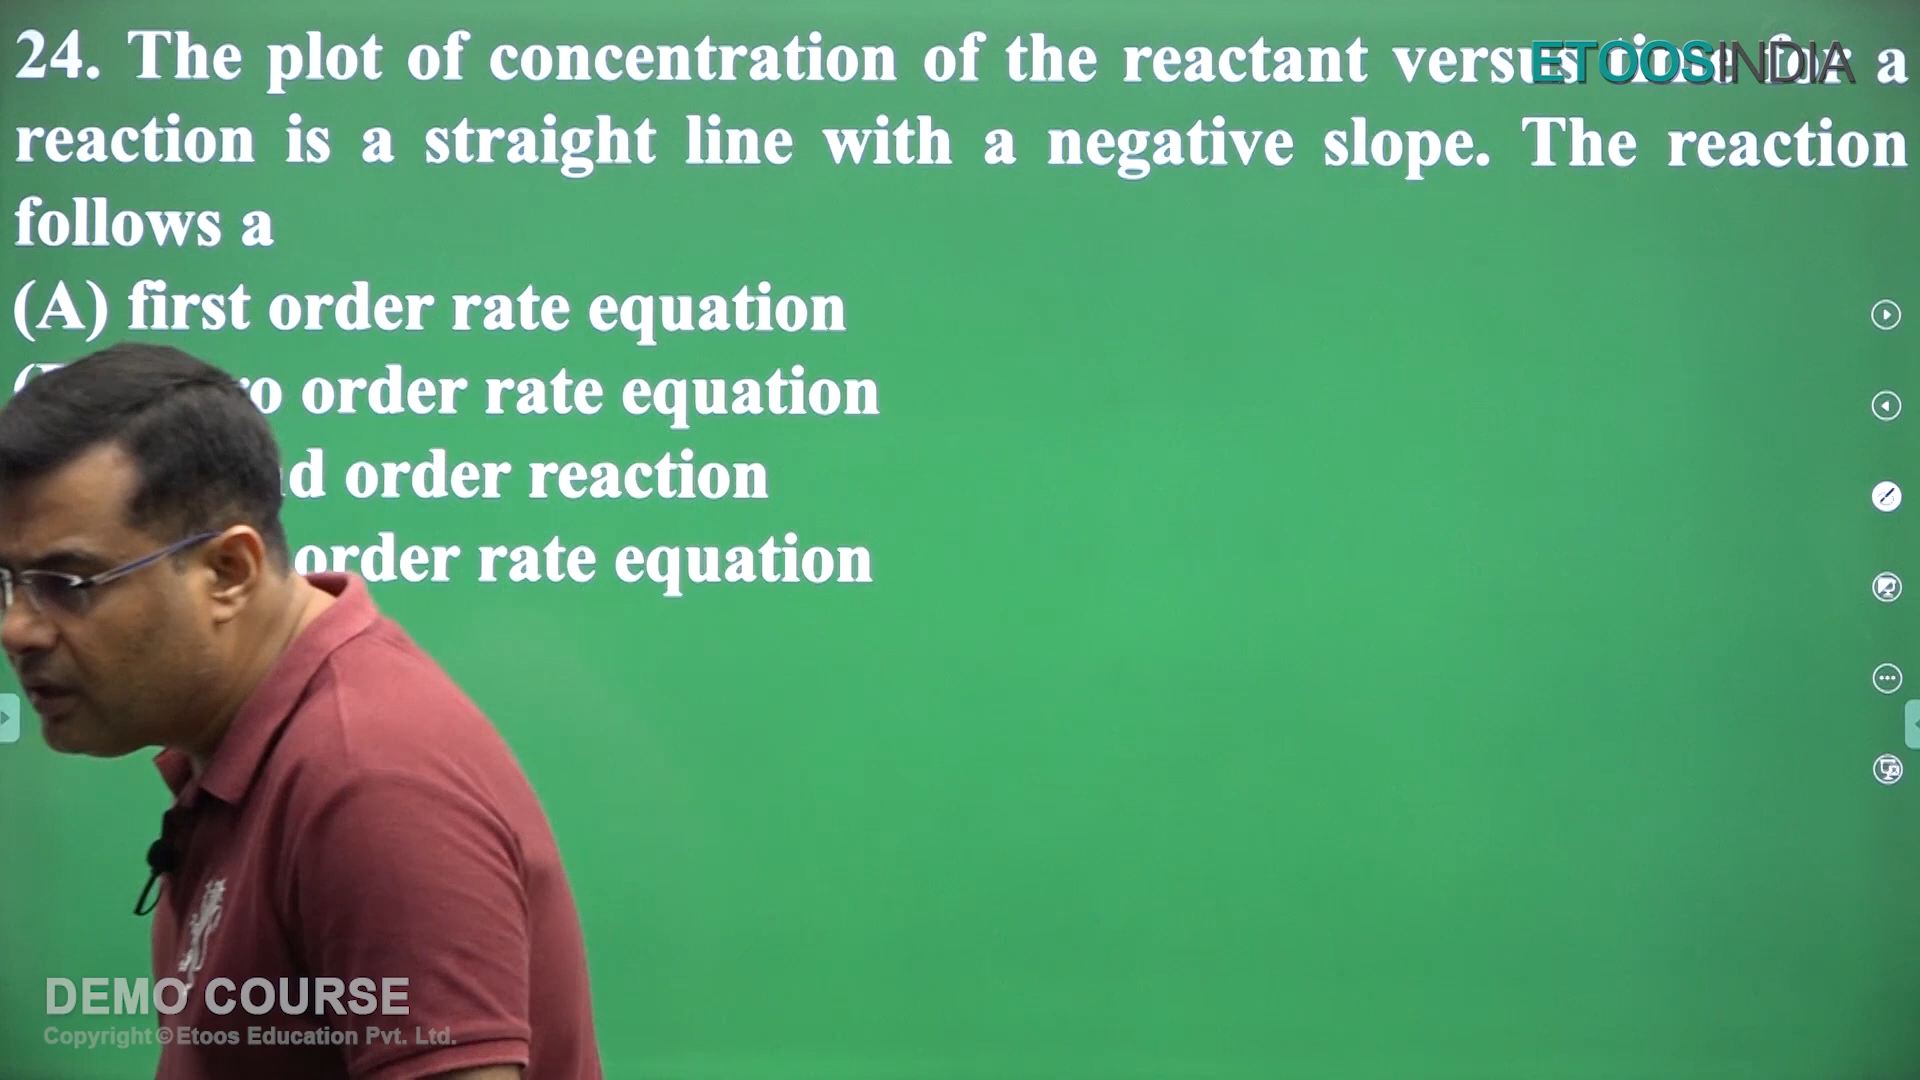 24. The plot of concentration of the reactant versus time for a
ETOOSINDIA
reaction is a straight line with a negative slope. The reaction
follows a
(A) first order rate equation
order rate equation
order reaction
order rate equation
DEMO COURSE
Copyright © Etoos Education Pvt. Ltd.